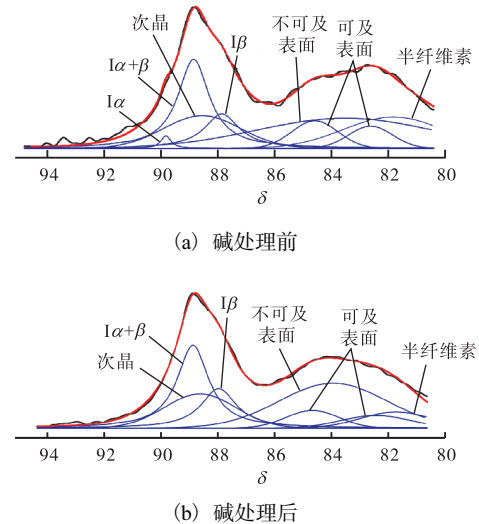 次晶
Iβ
不可及
表面
可及
表面
半纤维素
Iα+β
Iα
94 92 90 88 86 84 82 80
δ
(a) 碱处理前
Iβ
不可及
表面
可及
表面
半纤维素
Iα+β
次晶
94 92 90 88 86 84 82 80
δ
(b) 碱处理后